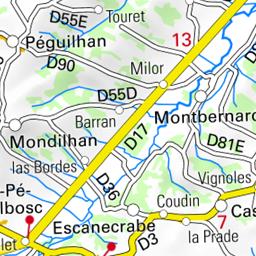 D55E
Touret
Péguilhan
13
D90
Milor
D55D
Barran
Montbernard
D17
Mondilhan
D81E
las Bordes
Vignoles
-Pé-
D36
lbosc
Coudin
Cas
Escanecrabe
7
let
D3
la Prade